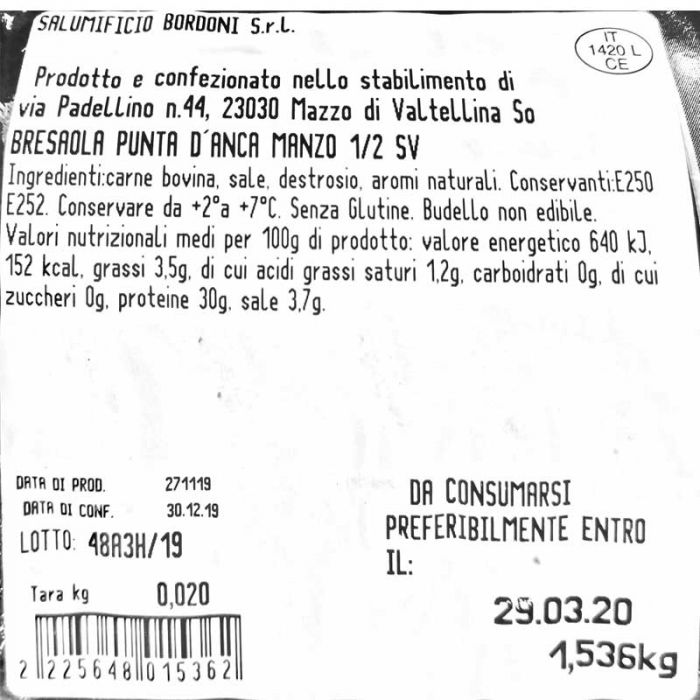 SALUMIFICIO BORDONI S.r.L.
IT
1420 L
CE
Prodotto e confezionato nello stabilimento di
via Padellino n.44, 23030 Mazzo di Valtellina So
BRESAOLA PUNTA D'ANCA MANZO 1/2 SV
Ingredienti:carne bovina, sale, destrosio, aromi naturali. Conservanti:E250
E252. Conservare da +2°a +7°C. Senza Glutine. Budello non edibile.
Valori nutrizionali medi per 100g di prodotto: valore energetico 640 kJ,
152 kcal, grassi 3,5g, di cui acidi grassi saturi 1,2g, carboidrati 0g, di cui
zuccheri 0g, proteine 30g, sale 3,7g.
DATA DI PROD. 271119
DATA DI CONF. 30.12.19
LOTTO: 48A3H/19
Tara kg 0,020
2 225648 015362
DA CONSUMARSI
PREFERIBILMENTE ENTRO
IL:
29.03.20
1,536kg